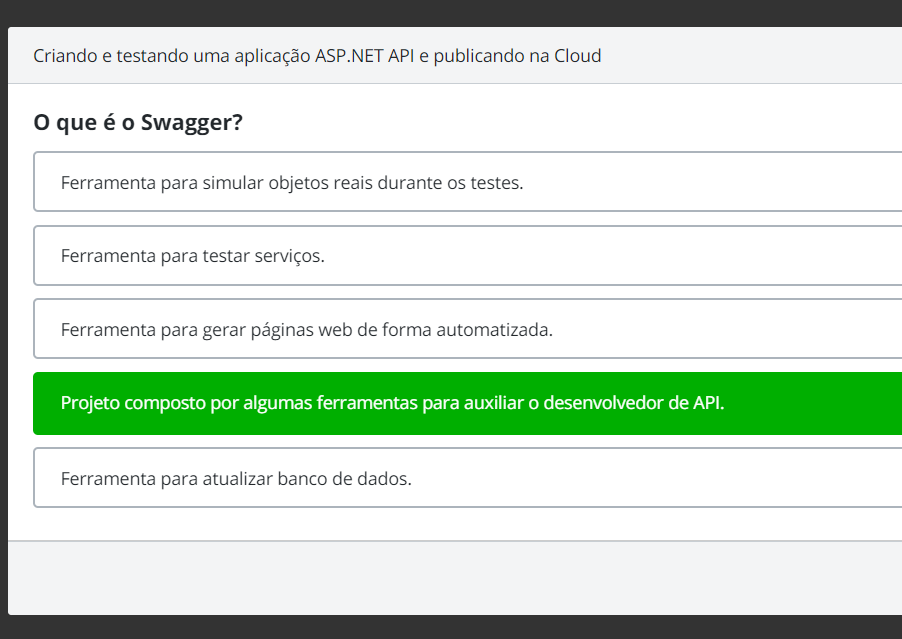 Criando e testando uma aplicação ASP.NET API e publicando na Cloud
O que é o Swagger?
Ferramenta para simular objetos reais durante os testes.
Ferramenta para testar serviços.
Ferramenta para gerar páginas web de forma automatizada.
Projeto composto por algumas ferramentas para auxiliar o desenvolvedor de API.
Ferramenta para atualizar banco de dados.